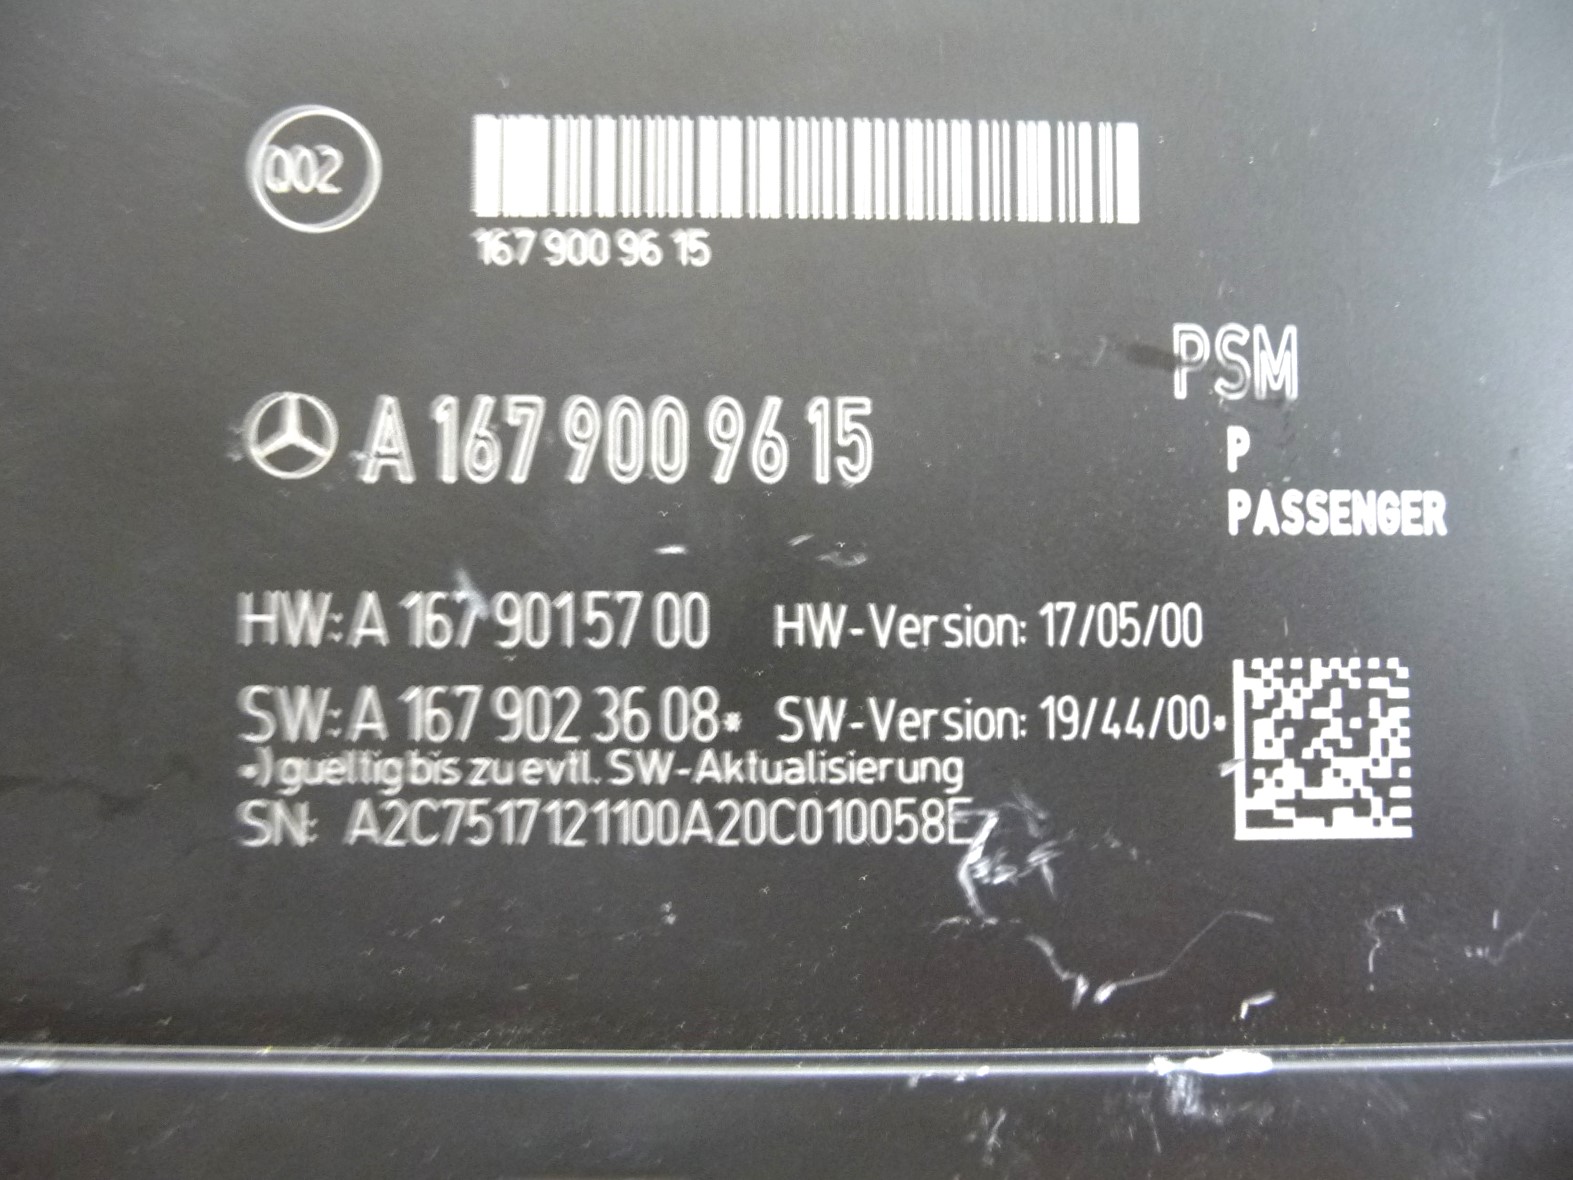 Q02
167 900 96 15
PSM
A 167 900 96 15
P
PASSENGER
HW: A 167 901 57 00 HW-Version: 17/05/00
SW: A 167 902 36 08* SW-Version: 19/44/00*
*) gueltig bis zu evtl. SW-Aktualisierung
SN: A2C7517121100A20C010058E